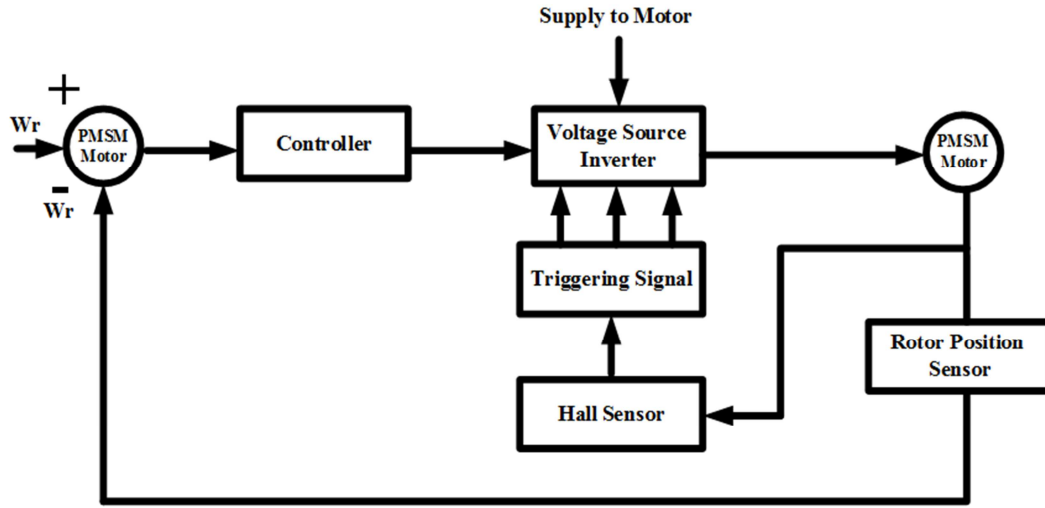 Supply to Motor
+
Wr
PMSM
Motor
-
Wr
Controller
Voltage Source
Inverter
PMSM
Motor
Triggering Signal
Rotor Position
Sensor
Hall Sensor